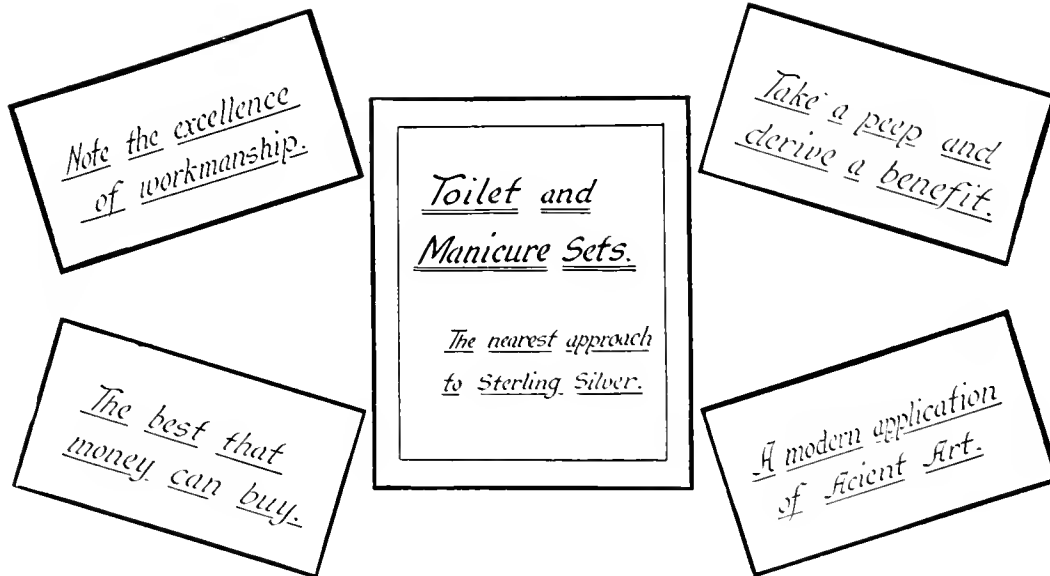 Note the excellence
of workmanship.
Take a peep and
derive a benefit.
Toilet and
Manicure Sets.
The nearest approach
to Sterling Silver.
The best that
money can buy.
A modern application
of Acient Art.